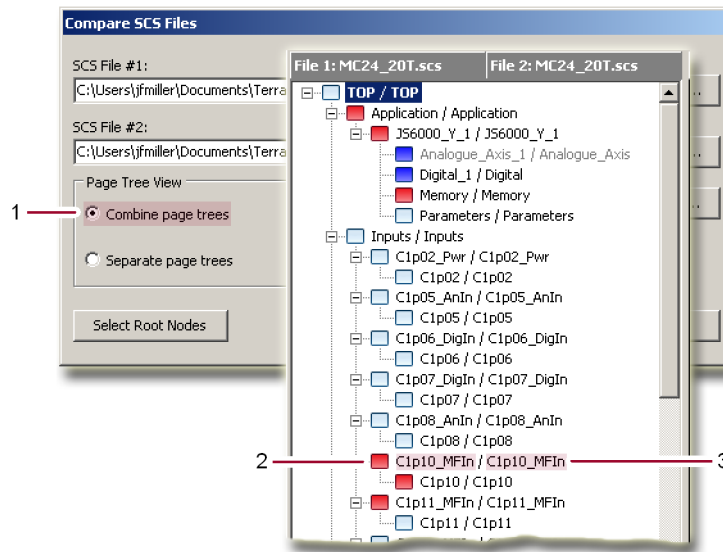 Compare SCS Files
SCS File #1:
C:\Users\jfmiller\Documents\Terra
SCS File #2:
C:\Users\jfmiller\Documents\Terra
Page Tree View
1
Combine page trees
Separate page trees
Select Root Nodes
File 1: MC24_20T.scs
File 2: MC24_20T.scs
TOP / TOP
Application / Application
JS6000_Y_1 / JS6000_Y_1
Analogue_Axis_1 / Analogue_Axis
Digital_1 / Digital
Memory / Memory
Parameters / Parameters
Inputs / Inputs
C1p02_Pwr / C1p02_Pwr
C1p02 / C1p02
C1p05_AnIn / C1p05_AnIn
C1p05 / C1p05
C1p06_DigIn / C1p06_DigIn
C1p06 / C1p06
C1p07_DigIn / C1p07_DigIn
C1p07 / C1p07
C1p08_AnIn / C1p08_AnIn
C1p08 / C1p08
2
C1p10_MFIn / C1p10_MFIn
3
C1p10 / C1p10
C1p11_MFIn / C1p11_MFIn
C1p11 / C1p11